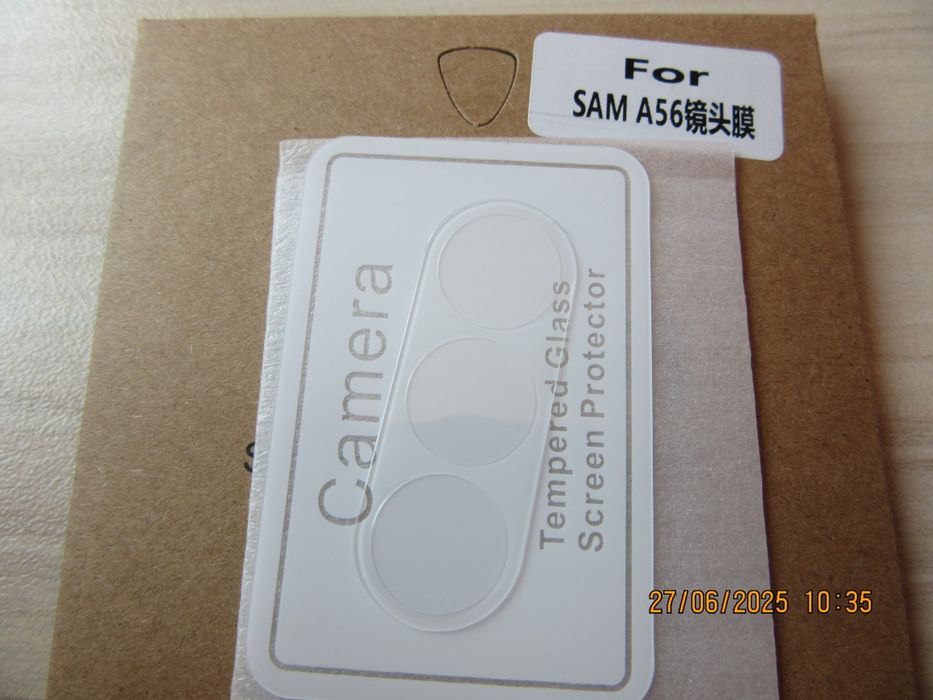 For
SAM A56镜头膜
Camera
Tempered Glass
Screen Protector
27/06/2025 10:35